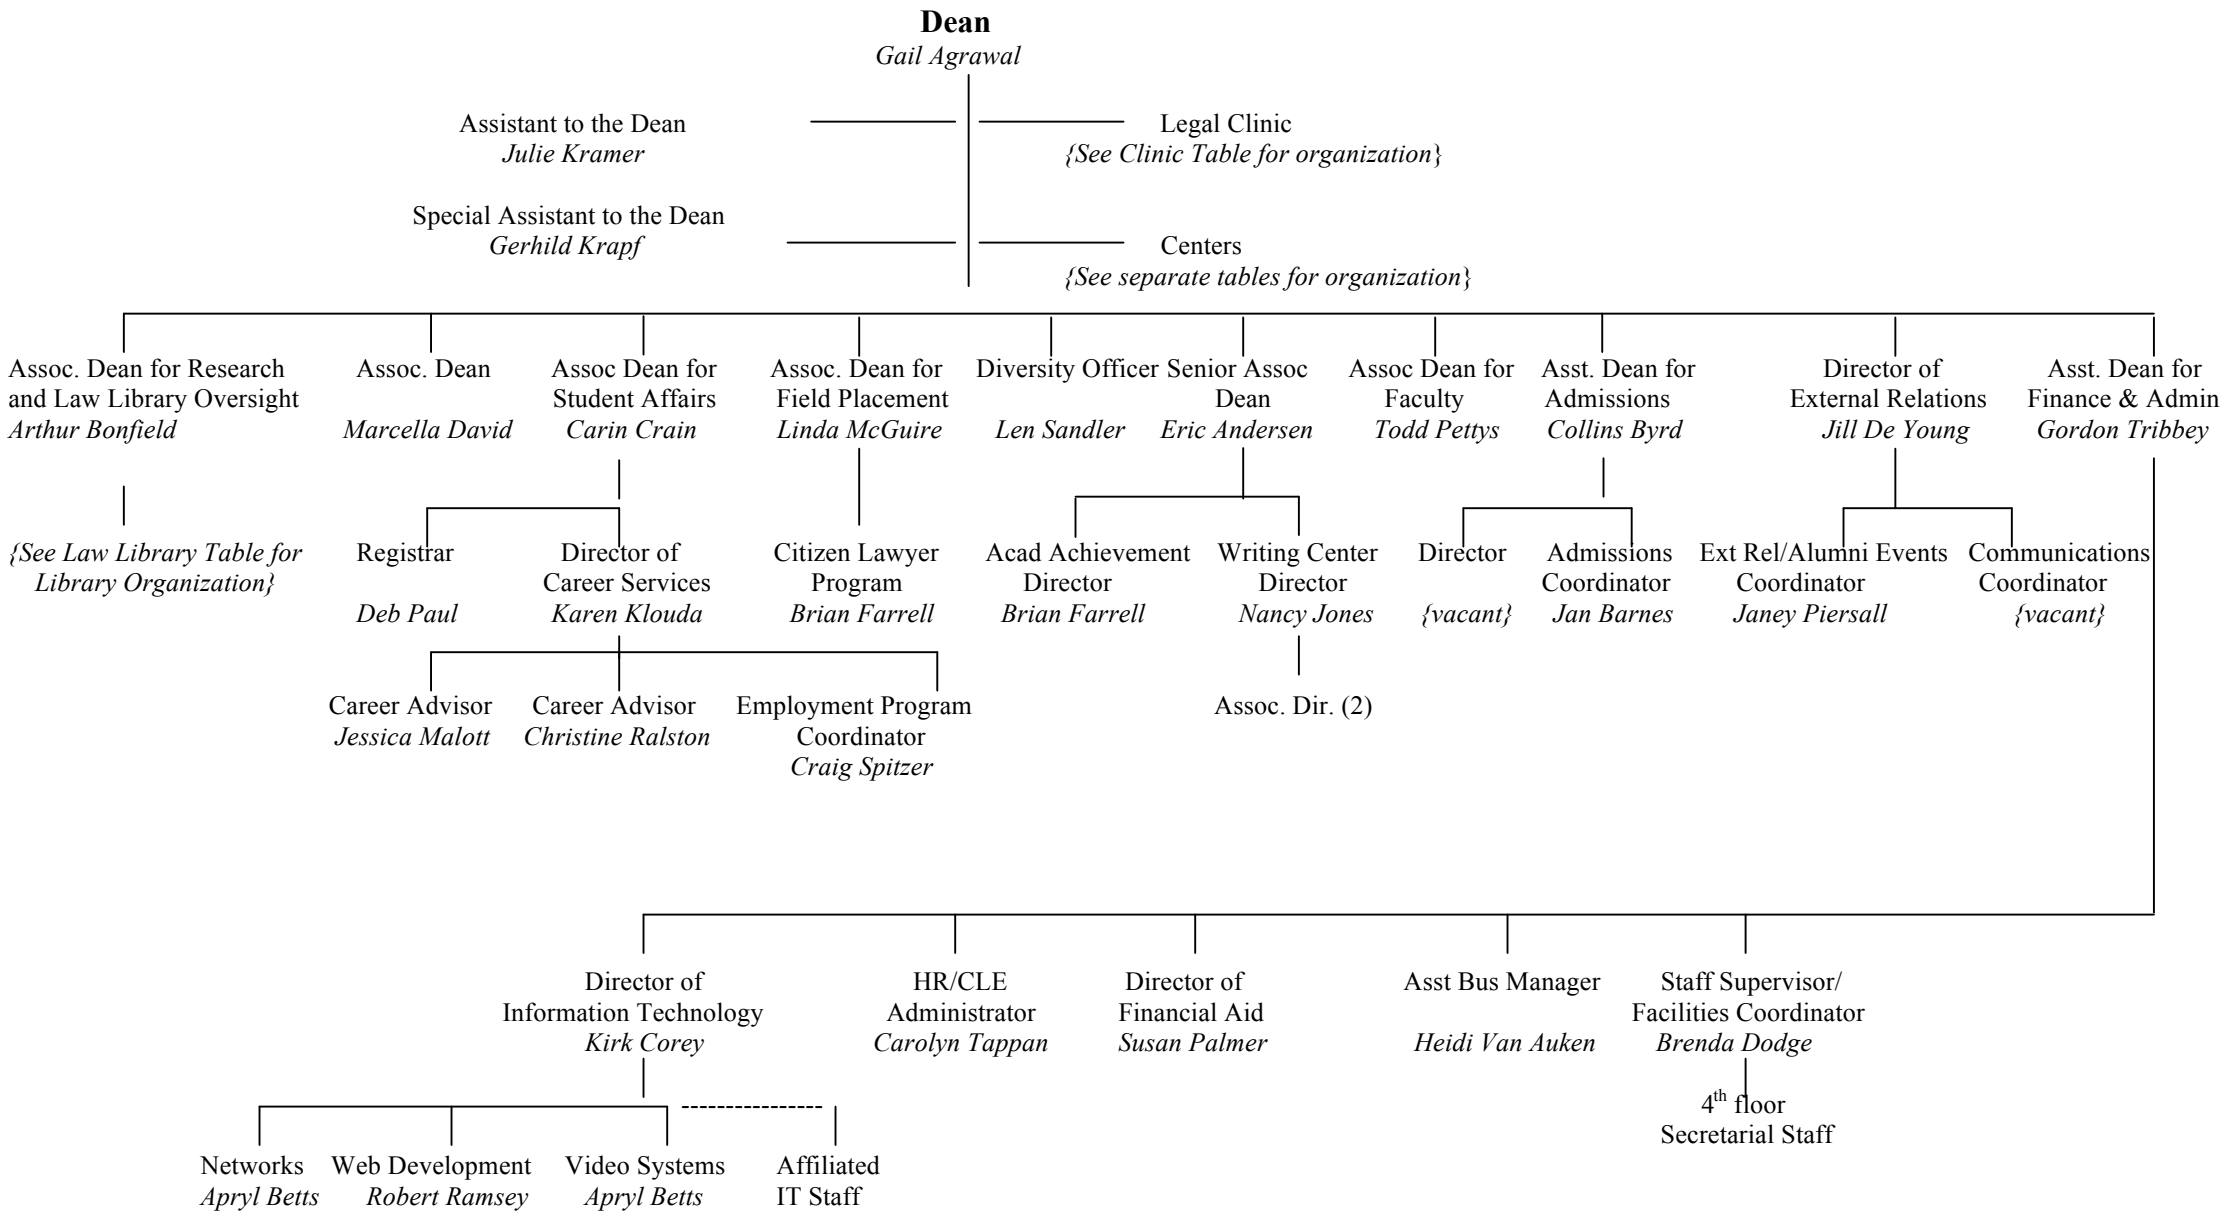 Dean
Gail Agrawal
Assistant to the Dean
Julie Kramer
Legal Clinic
{See Clinic Table for organization}
Special Assistant to the Dean
Gerhild Krapf
Centers
{See separate tables for organization}
Assoc. Dean for Research
and Law Library Oversight
Arthur Bonfield
Assoc. Dean
Marcella David
Assoc Dean for
Student Affairs
Carin Crain
Assoc. Dean for
Field Placement
Linda McGuire
Diversity Officer
Len Sandler
Senior Assoc
Dean
Eric Andersen
Assoc Dean for
Faculty
Todd Pettys
Asst. Dean for
Admissions
Collins Byrd
Director of
External Relations
Jill De Young
Asst. Dean for
Finance & Admin
Gordon Tribbey
{See Law Library Table for
Library Organization}
Registrar
Deb Paul
Director of
Career Services
Karen Klouda
Citizen Lawyer
Program
Brian Farrell
Acad Achievement
Director
Brian Farrell
Writing Center
Director
Nancy Jones
Director
{vacant}
Admissions
Coordinator
Jan Barnes
Ext Rel/Alumni Events
Coordinator
Janey Piersall
Communications
Coordinator
{vacant}
Career Advisor
Jessica Malott
Career Advisor
Christine Ralston
Employment Program
Coordinator
Craig Spitzer
Assoc. Dir. (2)
Director of
Information Technology
Kirk Corey
HR/CLE
Administrator
Carolyn Tappan
Director of
Financial Aid
Susan Palmer
Asst Bus Manager
Heidi Van Auken
Staff Supervisor/
Facilities Coordinator
Brenda Dodge
4th floor
Secretarial Staff
Networks
Apryl Betts
Web Development
Robert Ramsey
Video Systems
Apryl Betts
Affiliated
IT Staff